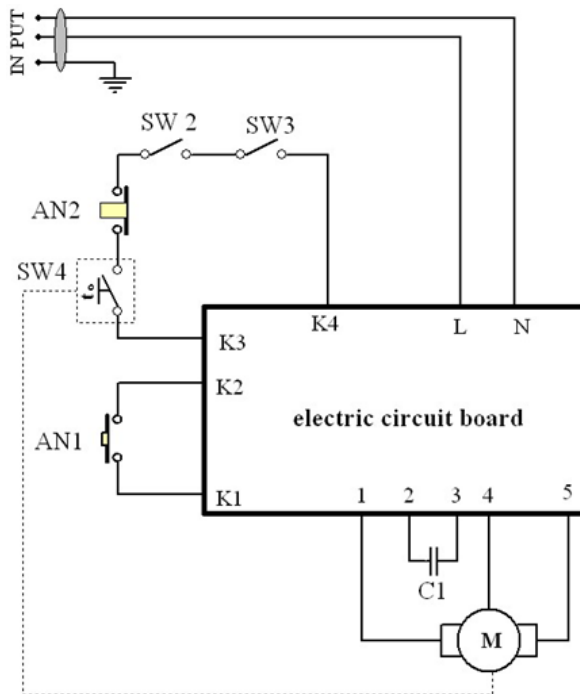 IN PUT
SW 2
SW3
AN2
SW4
t°
K4
L
N
K3
K2
electric circuit board
AN1
K1
1
2
3
4
5
C1
M